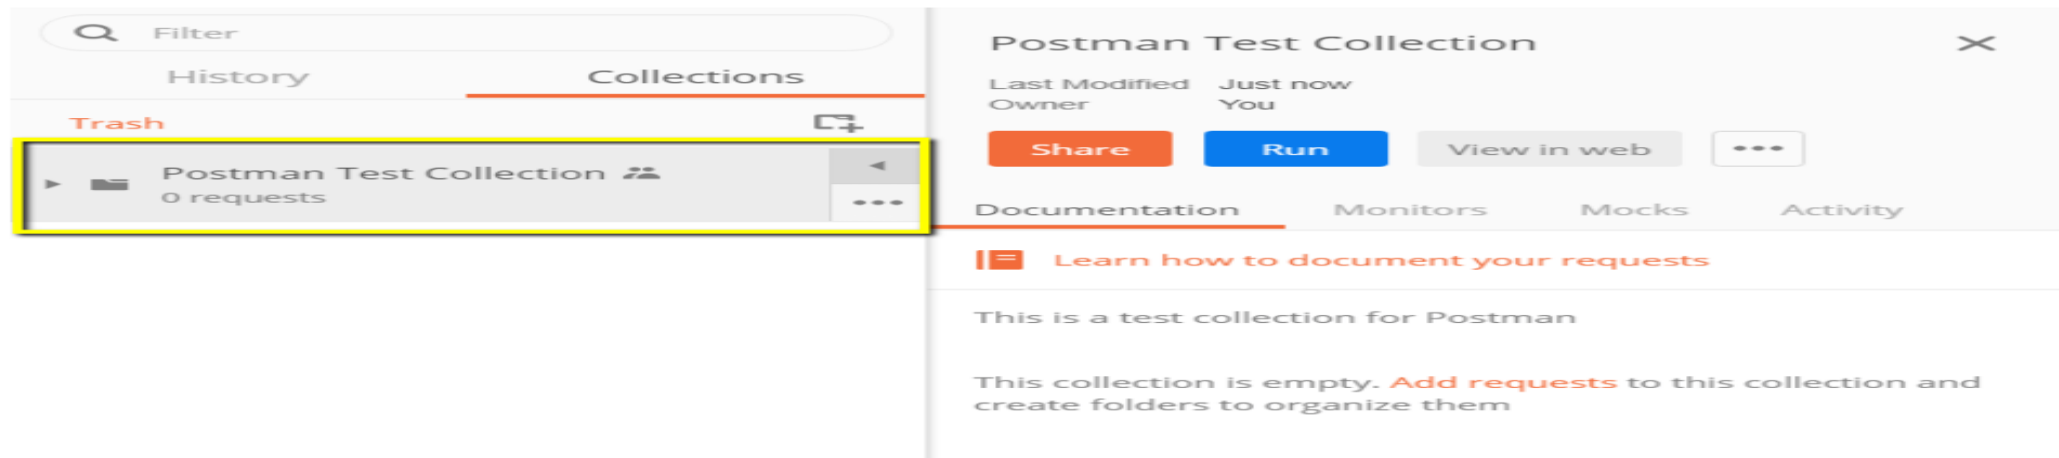 Filter
History Collections
Trash
Postman Test Collection
0 requests
Postman Test Collection
Last Modified Just now
Owner You
Share Run View in web
Documentation Monitors Mocks Activity
Learn how to document your requests
This is a test collection for Postman
This collection is empty. Add requests to this collection and
create folders to organize them